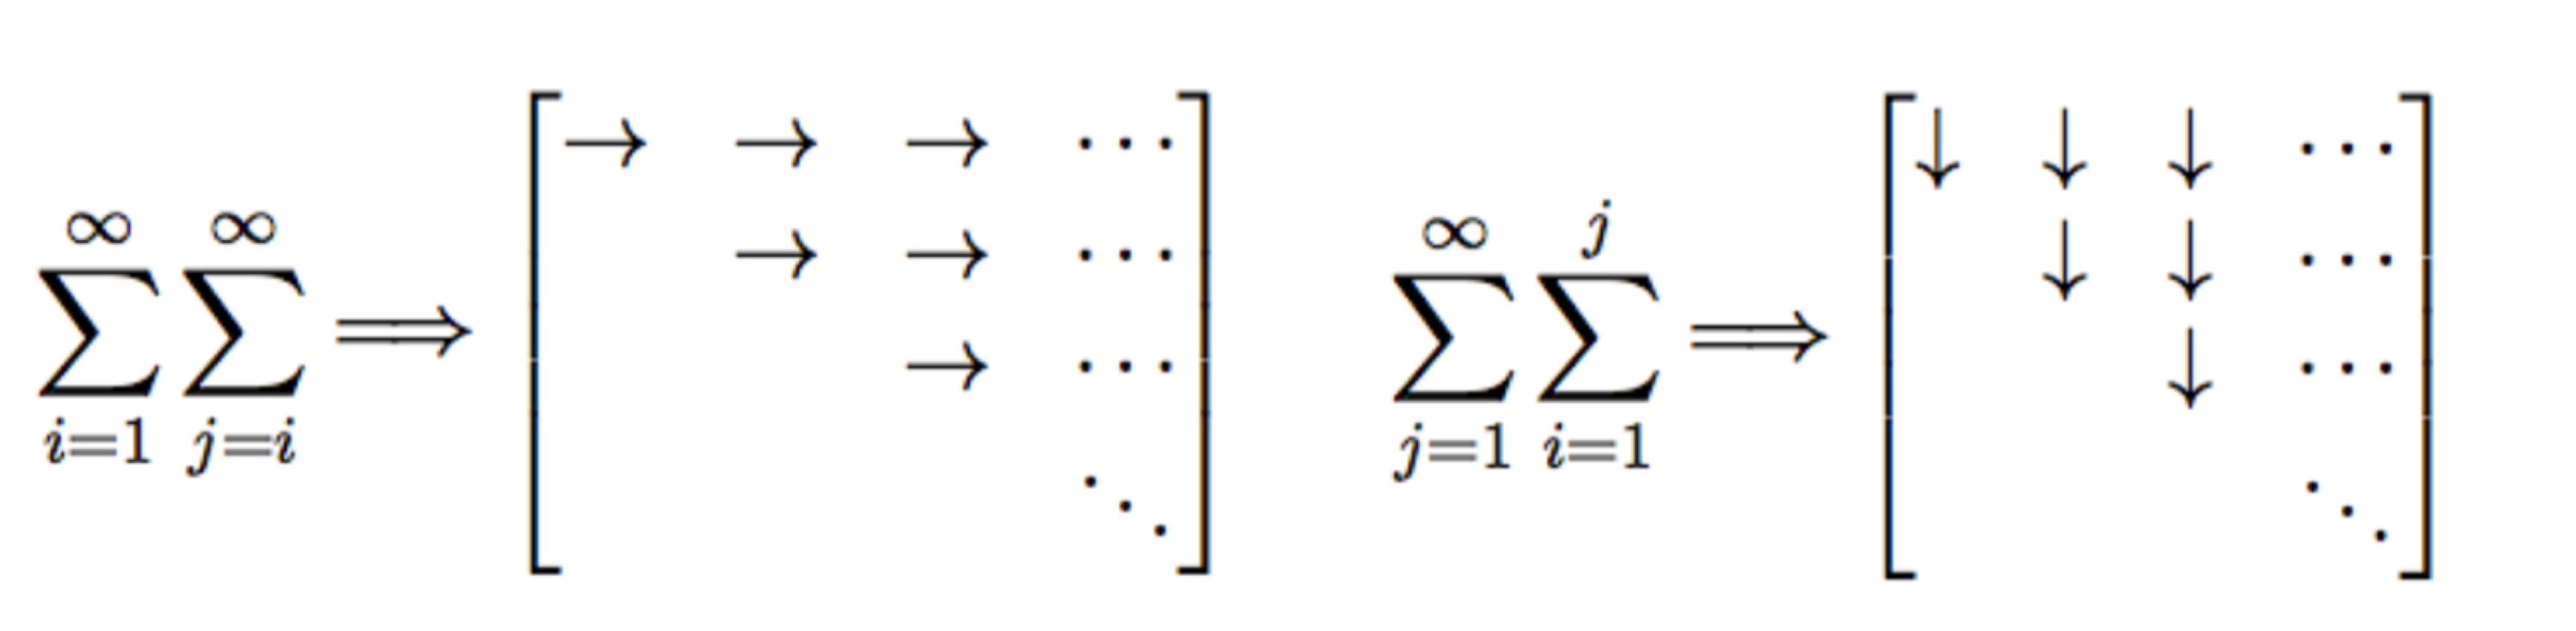 \sum_{i=1}^{\infty} \sum_{j=i}^{\infty} \Longrightarrow \begin{bmatrix} \rightarrow & \rightarrow & \rightarrow & \cdots \\ & \rightarrow & \rightarrow & \cdots \\ & & \rightarrow & \cdots \\ & & & \ddots \end{bmatrix} \sum_{j=1}^{\infty} \sum_{i=1}^{j} \Longrightarrow \begin{bmatrix} \downarrow & \downarrow & \downarrow & \cdots \\ & \downarrow & \downarrow & \cdots \\ & & \downarrow & \cdots \\ & & & \ddots \end{bmatrix}